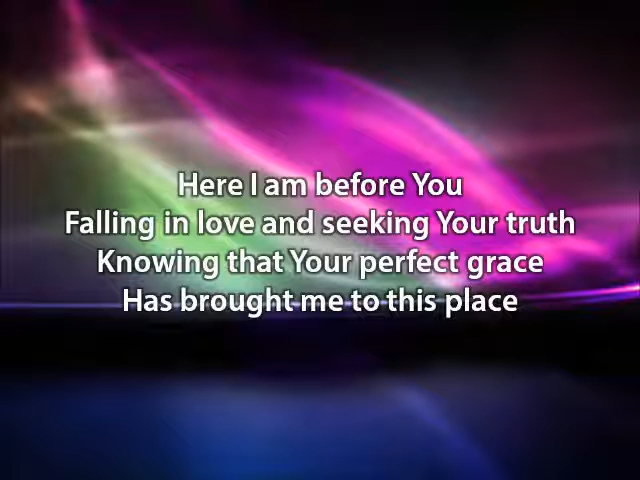 Here I am before You
Falling in love and seeking Your truth
Knowing that Your perfect grace
Has brought me to this place